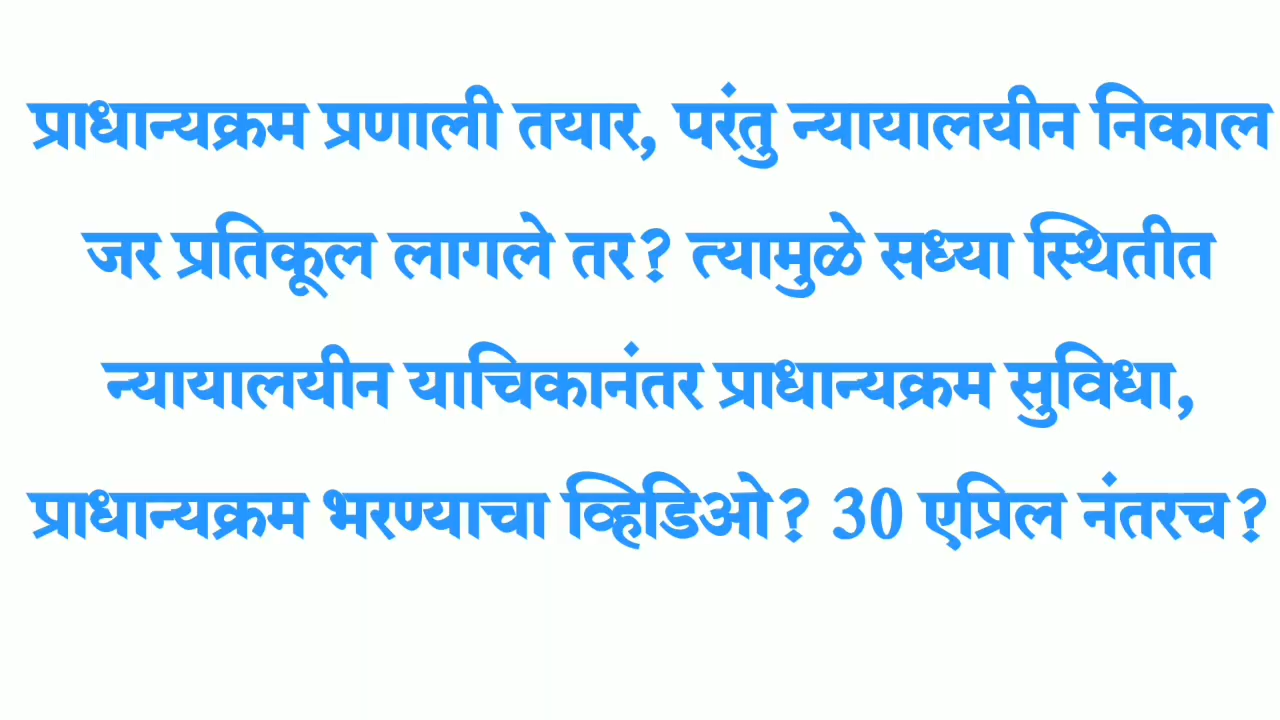 प्राधान्यक्रम प्रणाली तयार, परंतु न्यायालयीन निकाल
जर प्रतिकूल लागले तर? त्यामुळे सध्या स्थितीत
न्यायालयीन याचिकानंतर प्राधान्यक्रम सुविधा,
प्राधान्यक्रम भरण्याचा व्हिडिओ? 30 एप्रिल नंतरच?